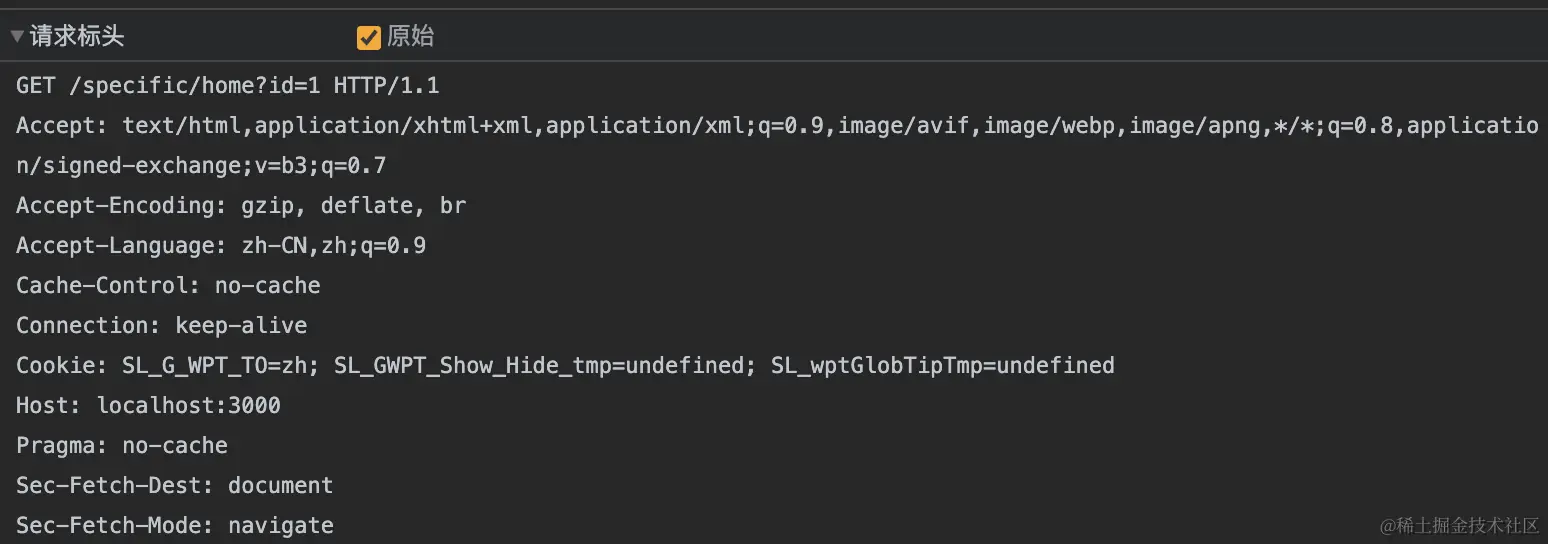 请求标头 原始
GET /specific/home?id=1 HTTP/1.1
Accept: text/html,application/xhtml+xml,application/xml;q=0.9,image/avif,image/webp,image/apng,*/*;q=0.8,applicatio
n/signed-exchange;v=b3;q=0.7
Accept-Encoding: gzip, deflate, br
Accept-Language: zh-CN,zh;q=0.9
Cache-Control: no-cache
Connection: keep-alive
Cookie: SL_G_WPT_TO=zh; SL_GWPT_Show_Hide_tmp=undefined; SL_wptGlobTipTmp=undefined
Host: localhost:3000
Pragma: no-cache
Sec-Fetch-Dest: document
Sec-Fetch-Mode: navigate
@稀土掘金技术社区